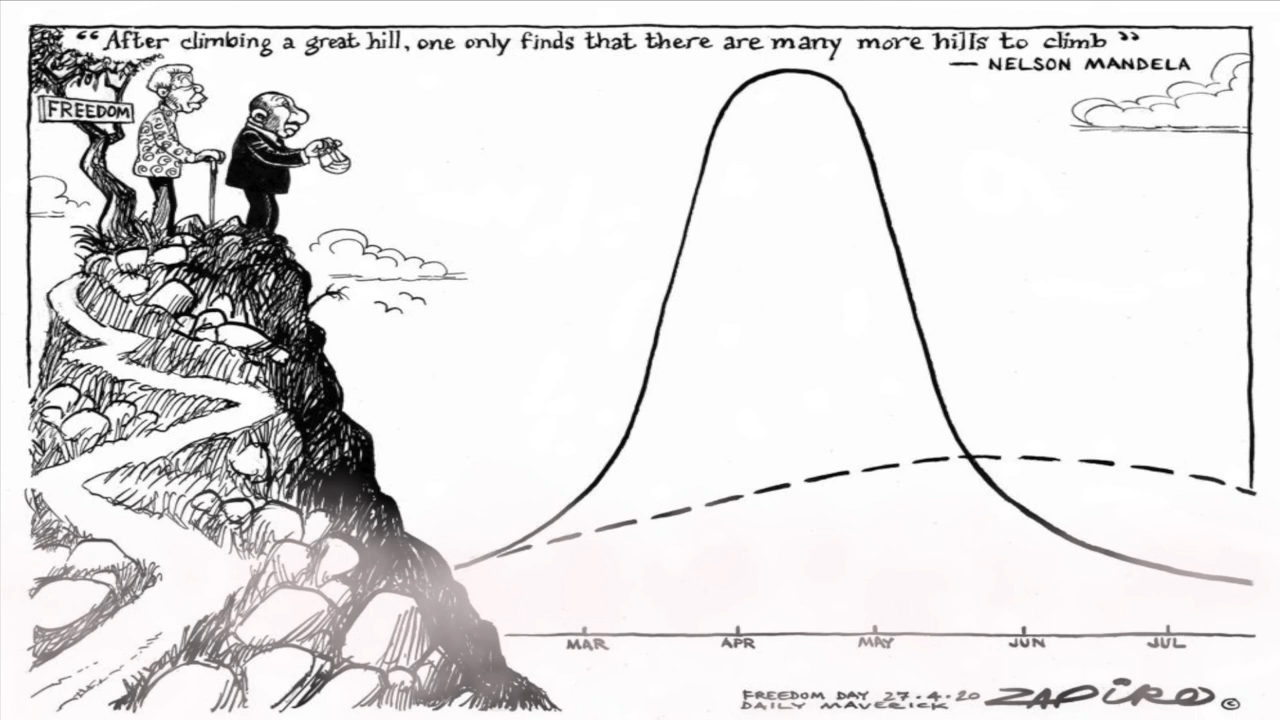 “After climbing a great hill, one only finds that there are many more hills to climb”
— NELSON MANDELA
FREEDOM
MAR APR MAY JUN JUL
FREEDOM DAY 27.4.20
DAILY MAVERICK
ZAPIRO ©